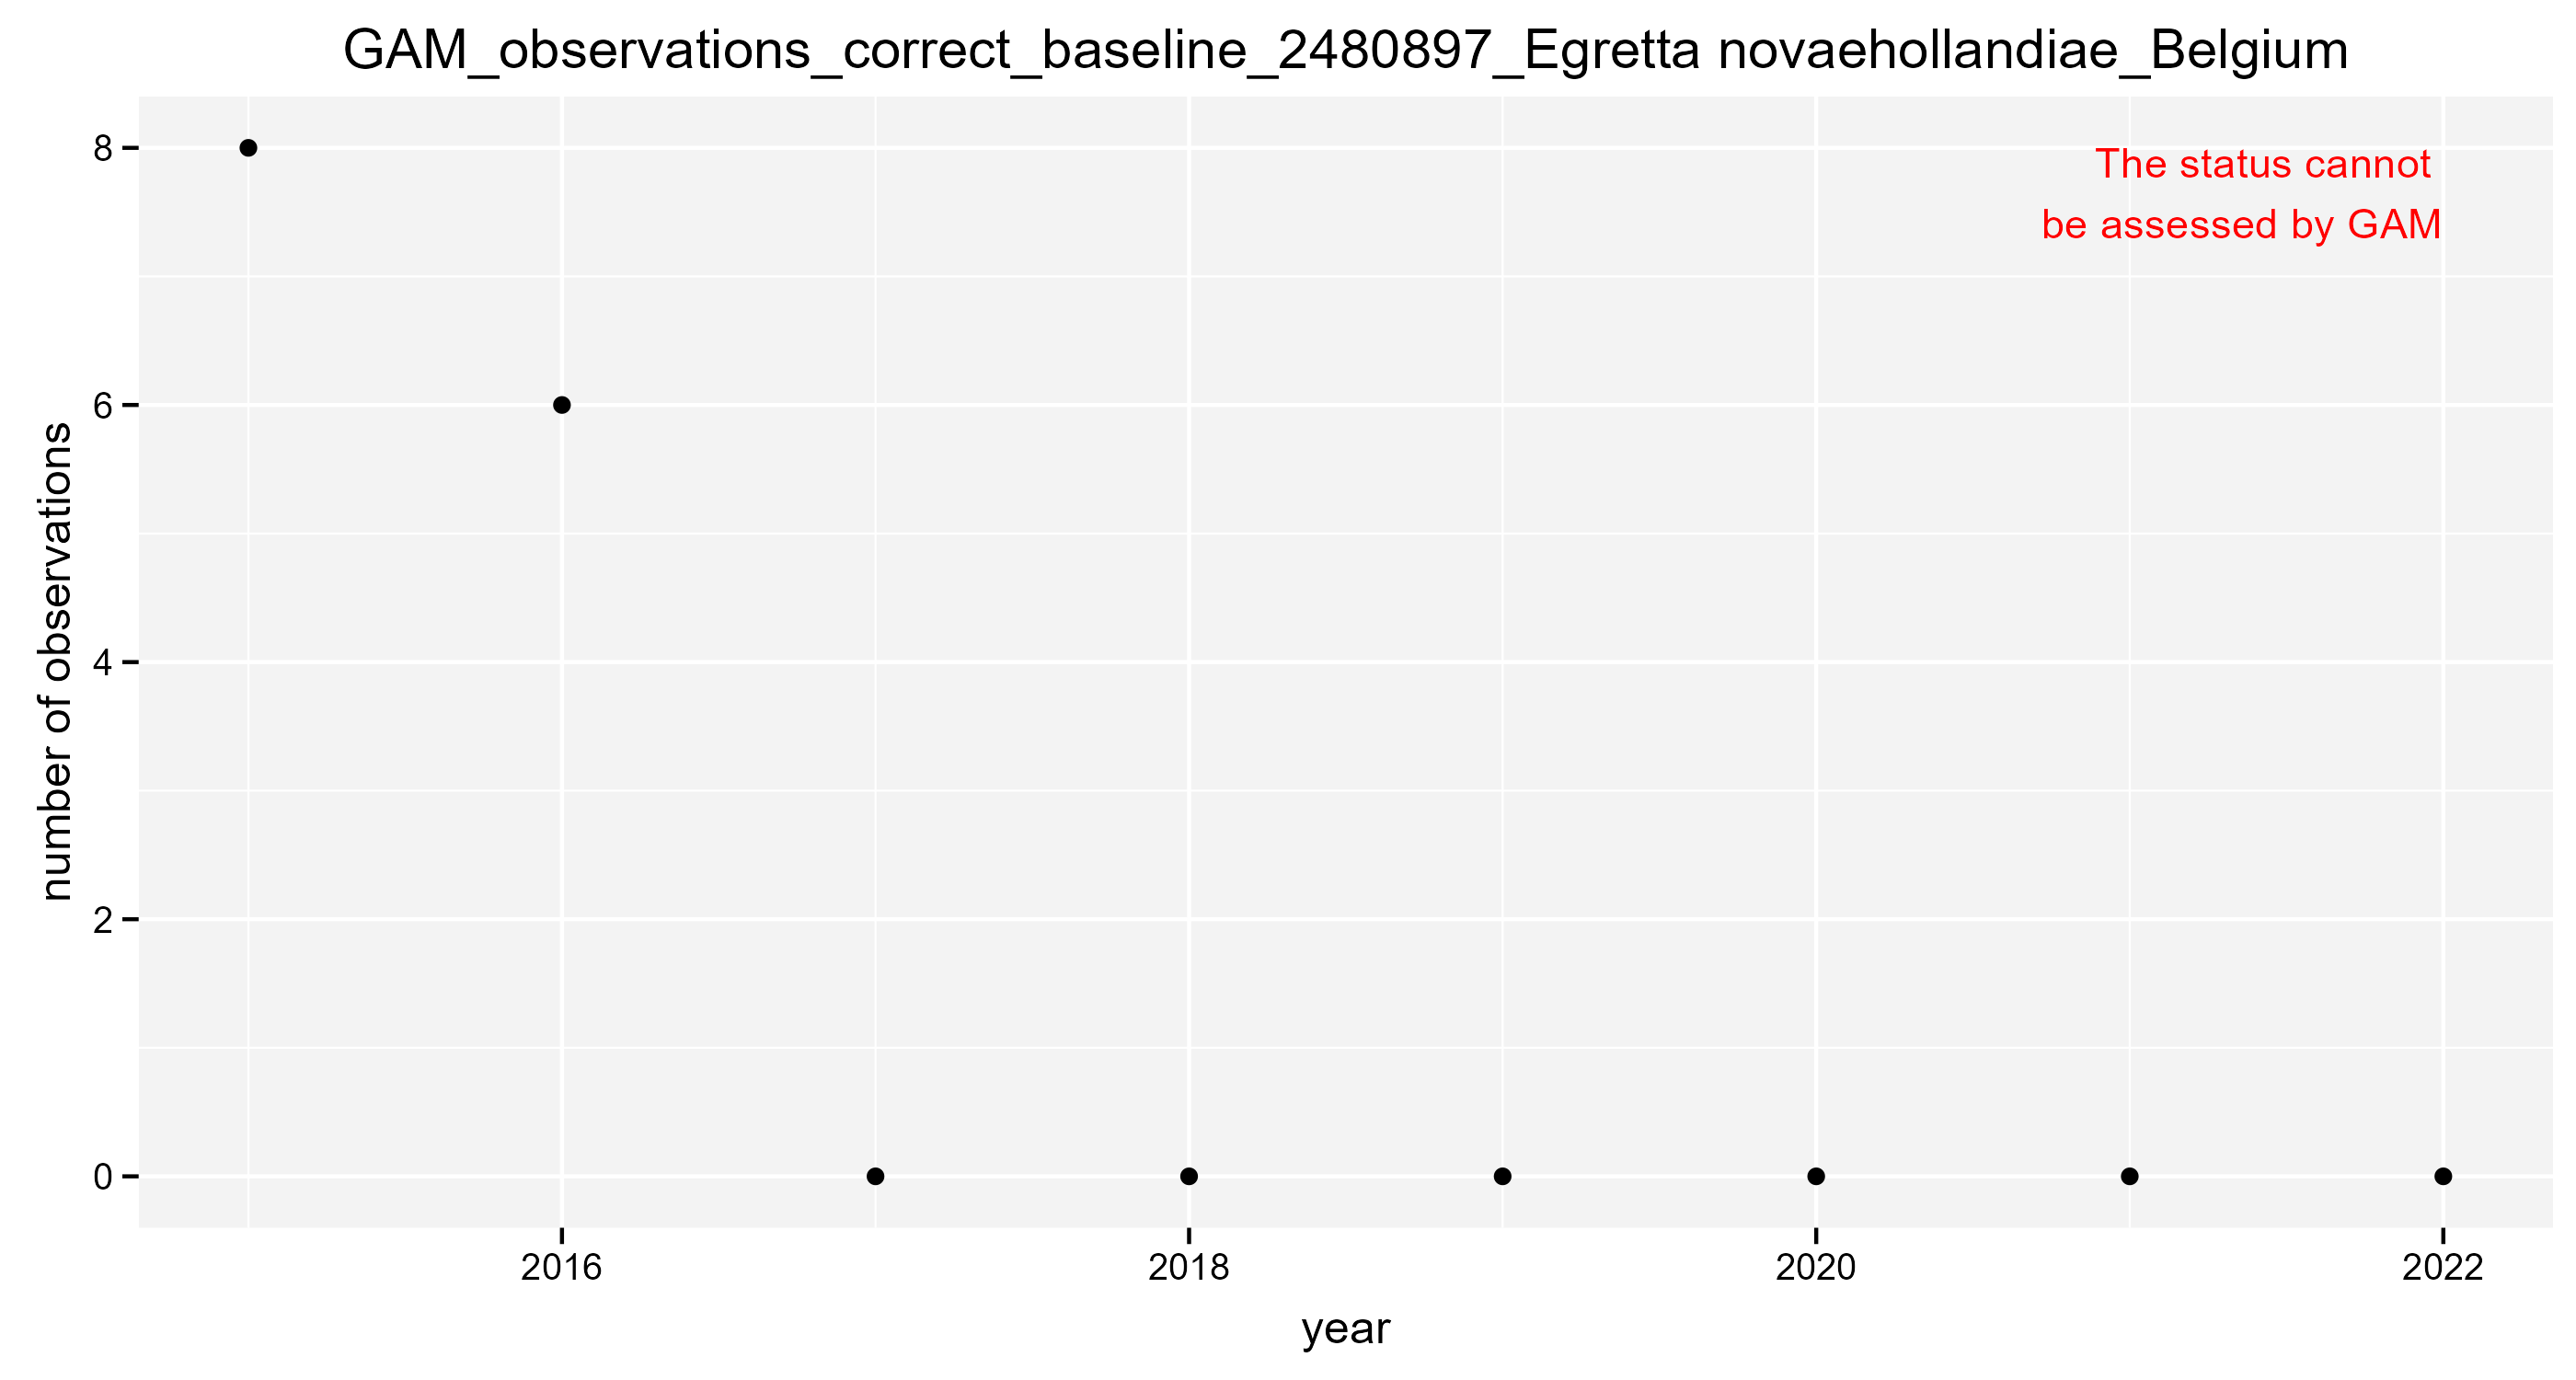 GAM_observations_correct_baseline_2480897_Egretta novaehollandiae_Belgium
The status cannot
be assessed by GAM
number of observations
8
6
4
2
0
2016 2018 2020 2022
year